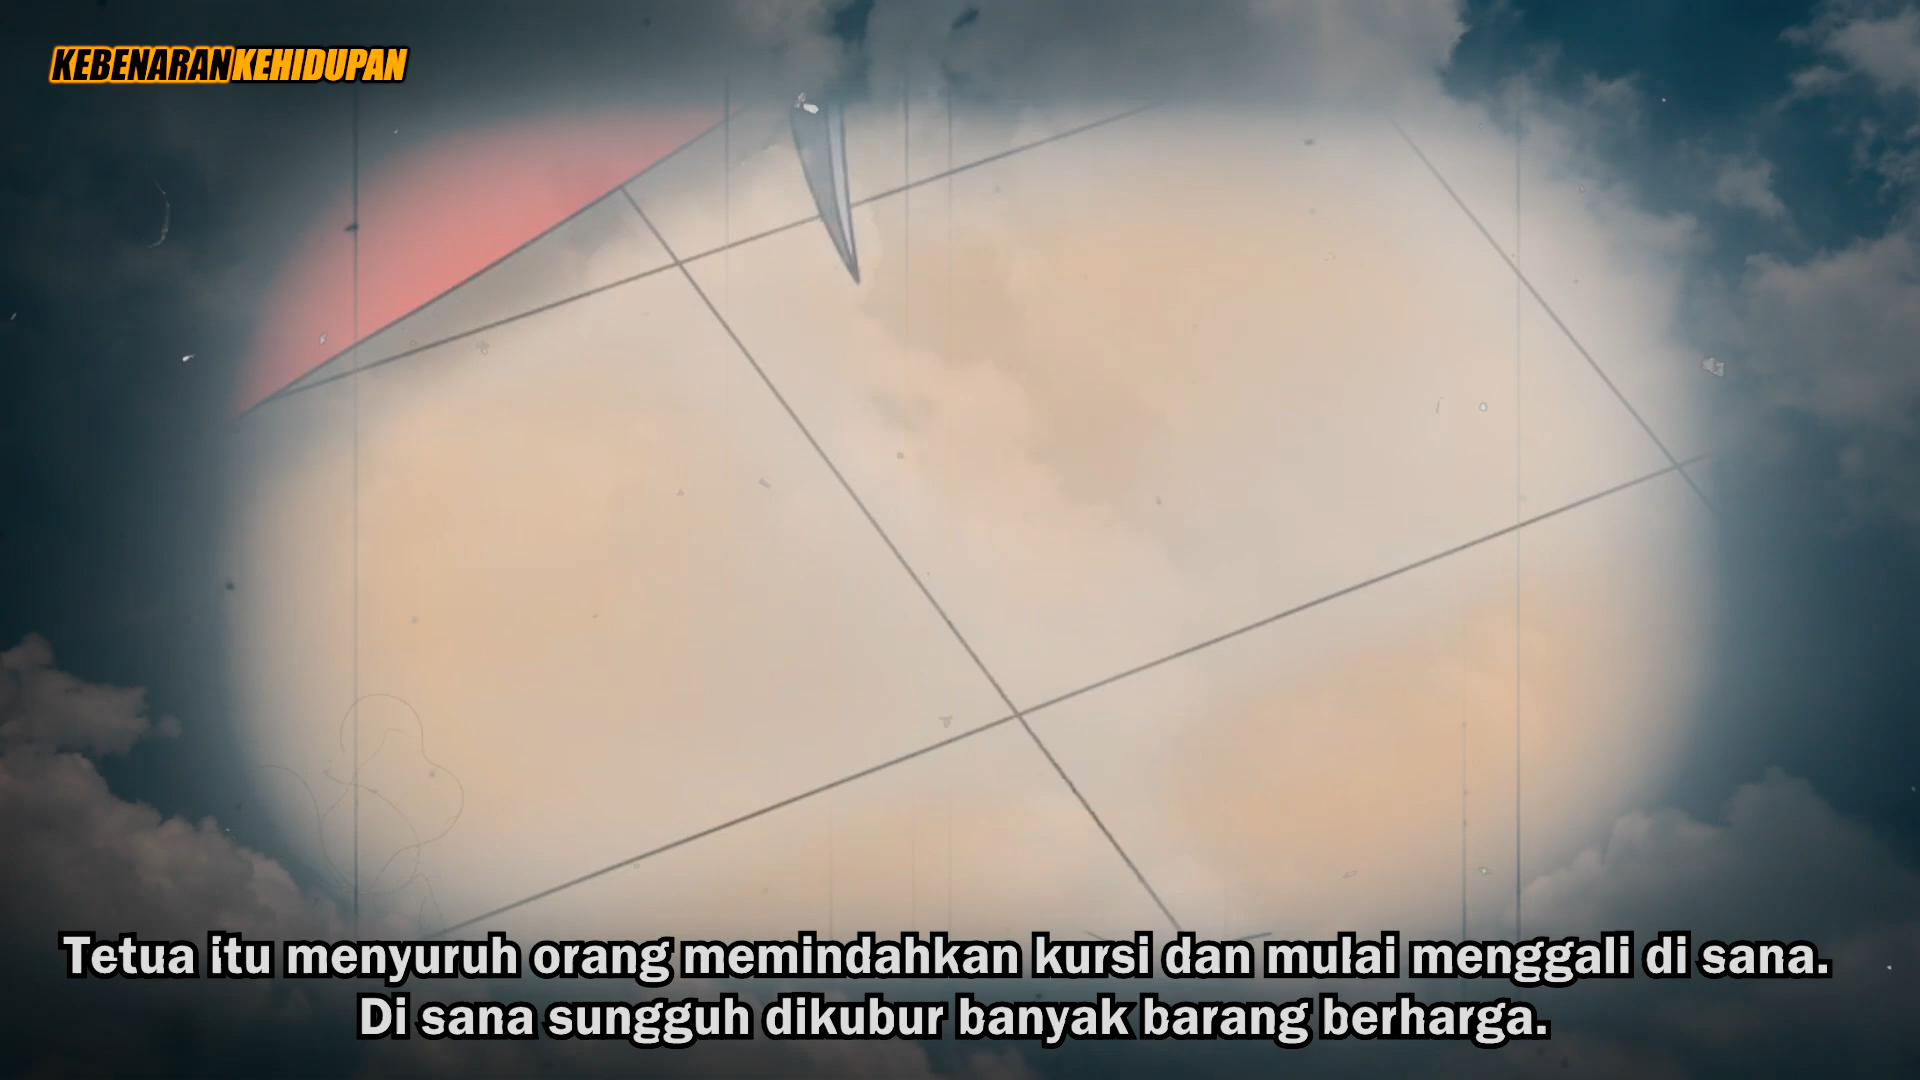 KEBENARANKEHIDUPAN
Tetua itu menyuruh orang memindahkan kursi dan mulai menggali di sana.
Di sana sungguh dikubur banyak barang berharga.